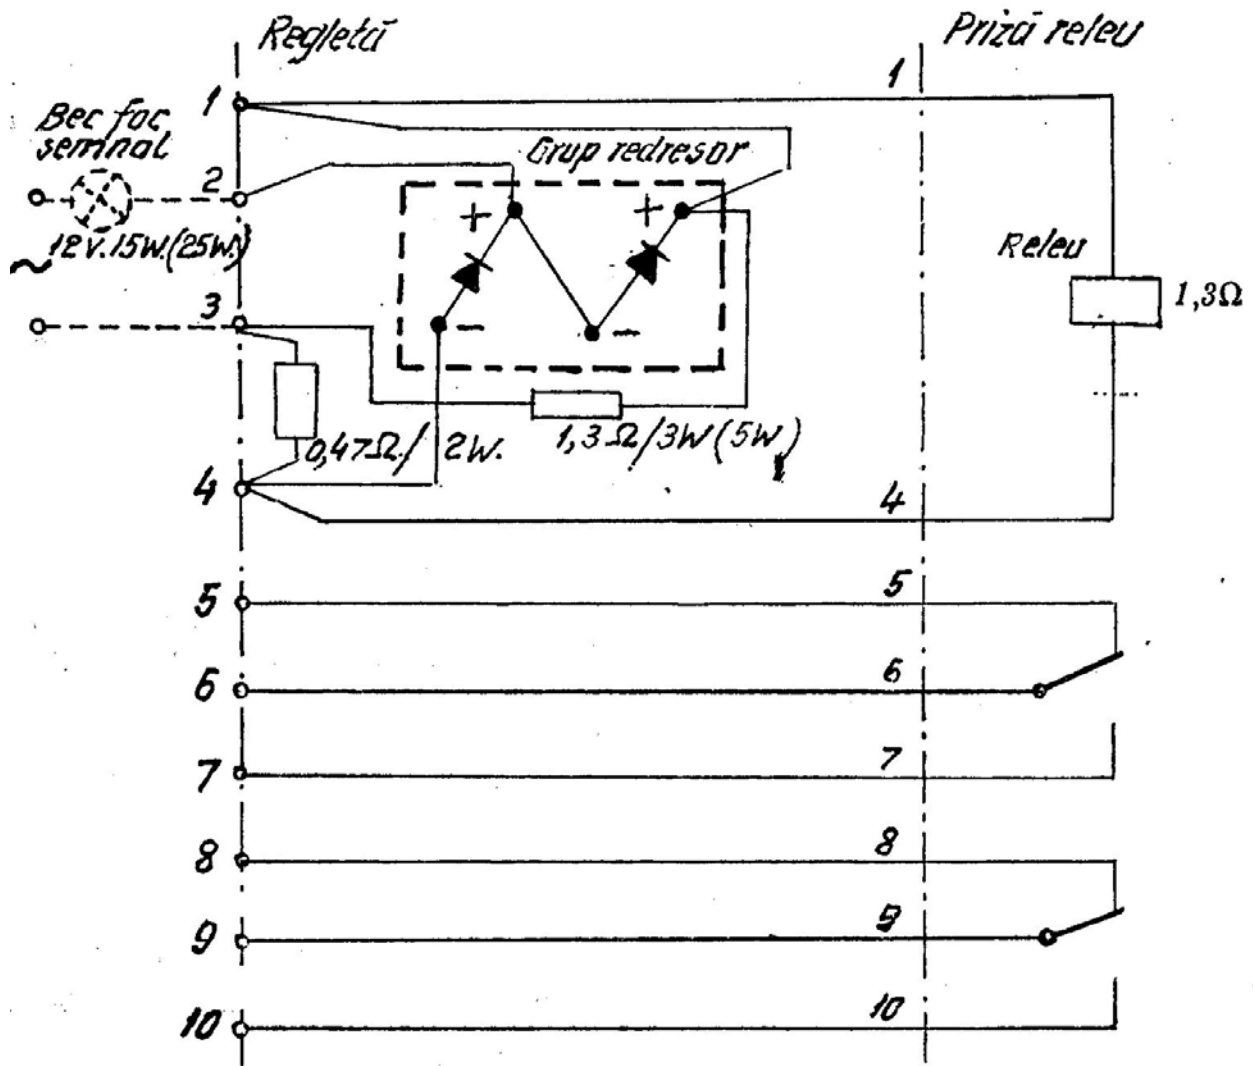 Regletă
Priză releu
1
1
Bec foc
semnal
Grup redresor
2
+
+
12V.15W.(25W.)
~
Releu
1,3Ω
3
-
-
0,47Ω/2W.
1,3Ω/3W(5W)
4
4
5
5
6
6
7
7
8
8
9
9
10
10